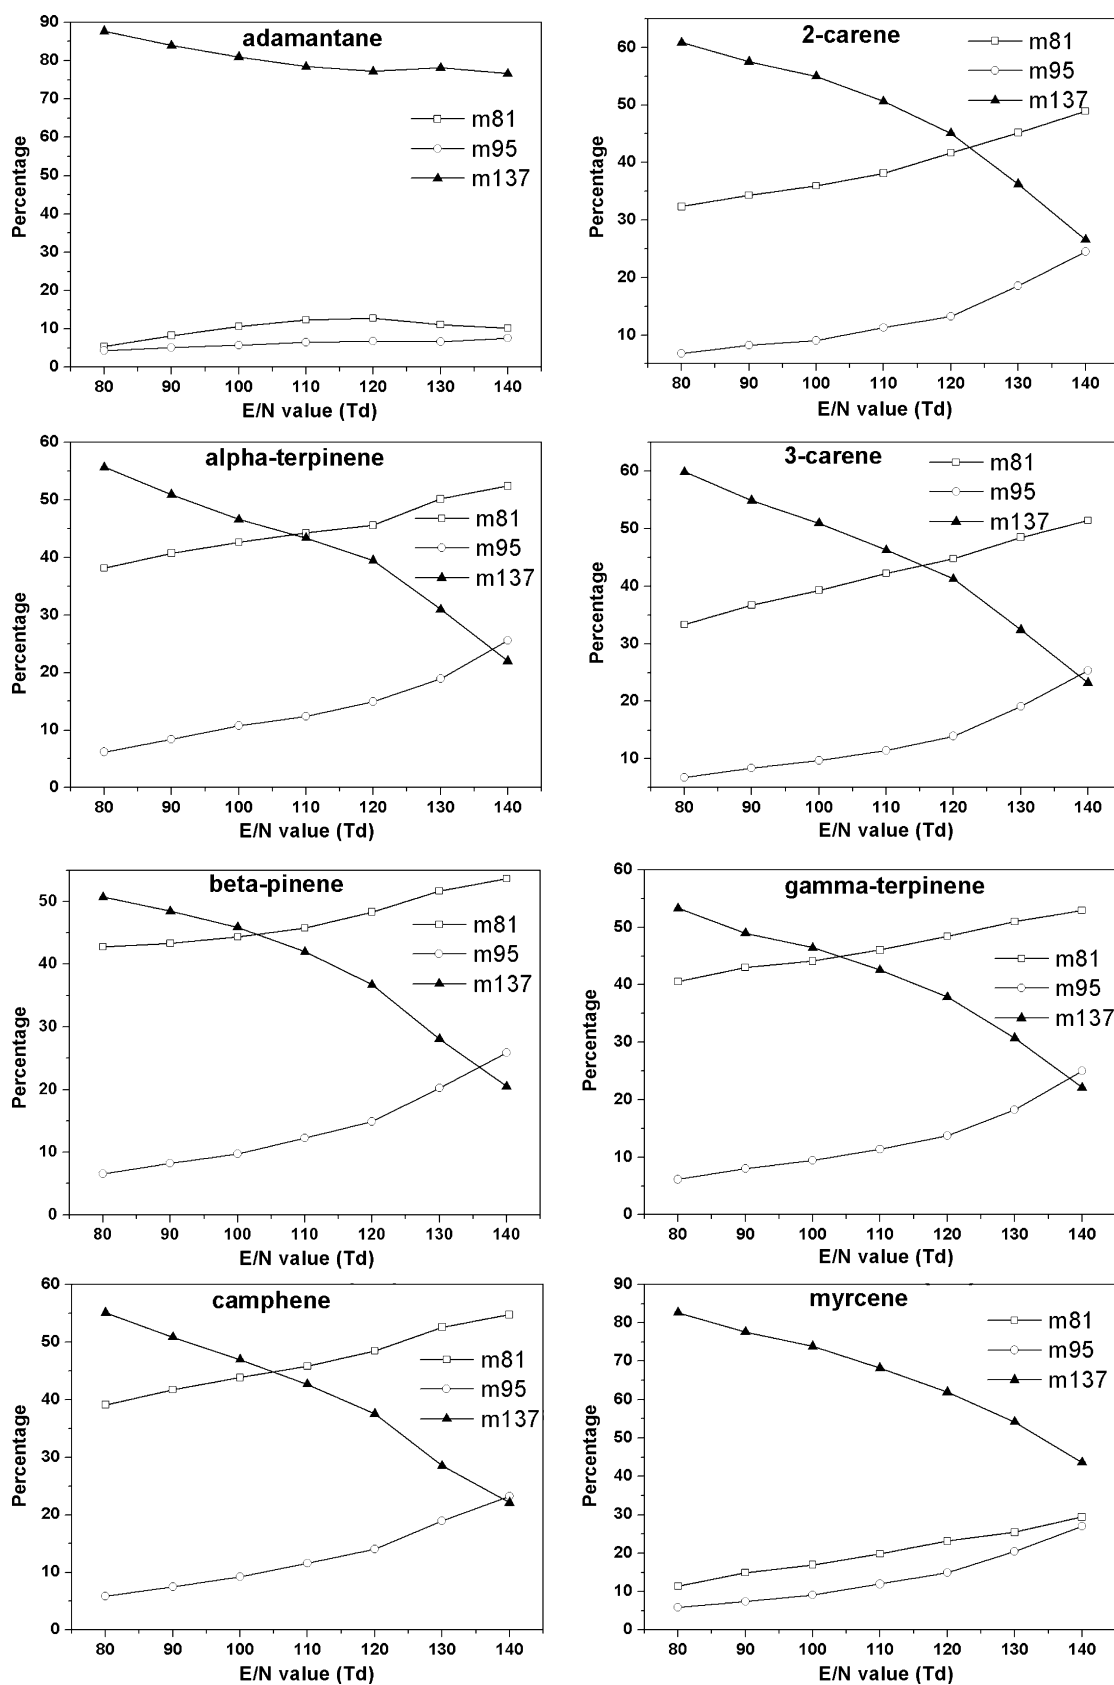 adamantane
90
80
70
60
50
40
30
20
10
0
Percentage
m81
m95
m137
80 90 100 110 120 130 140
E/N value (Td)
2-carene
60
50
40
30
20
10
Percentage
m81
m95
m137
80 90 100 110 120 130 140
E/N value (Td)
alpha-terpinene
60
50
40
30
20
10
0
Percentage
m81
m95
m137
80 90 100 110 120 130 140
E/N value (Td)
3-carene
60
50
40
30
20
10
Percentage
m81
m95
m137
80 90 100 110 120 130 140
E/N value (Td)
beta-pinene
50
40
30
20
10
0
Percentage
m81
m95
m137
80 90 100 110 120 130 140
E/N value (Td)
gamma-terpinene
60
50
40
30
20
10
0
Percentage
m81
m95
m137
80 90 100 110 120 130 140
E/N value (Td)
camphene
60
50
40
30
20
10
0
Percentage
m81
m95
m137
80 90 100 110 120 130 140
E/N value (Td)
myrcene
90
80
70
60
50
40
30
20
10
0
Percentage
m81
m95
m137
80 90 100 110 120 130 140
E/N value (Td)